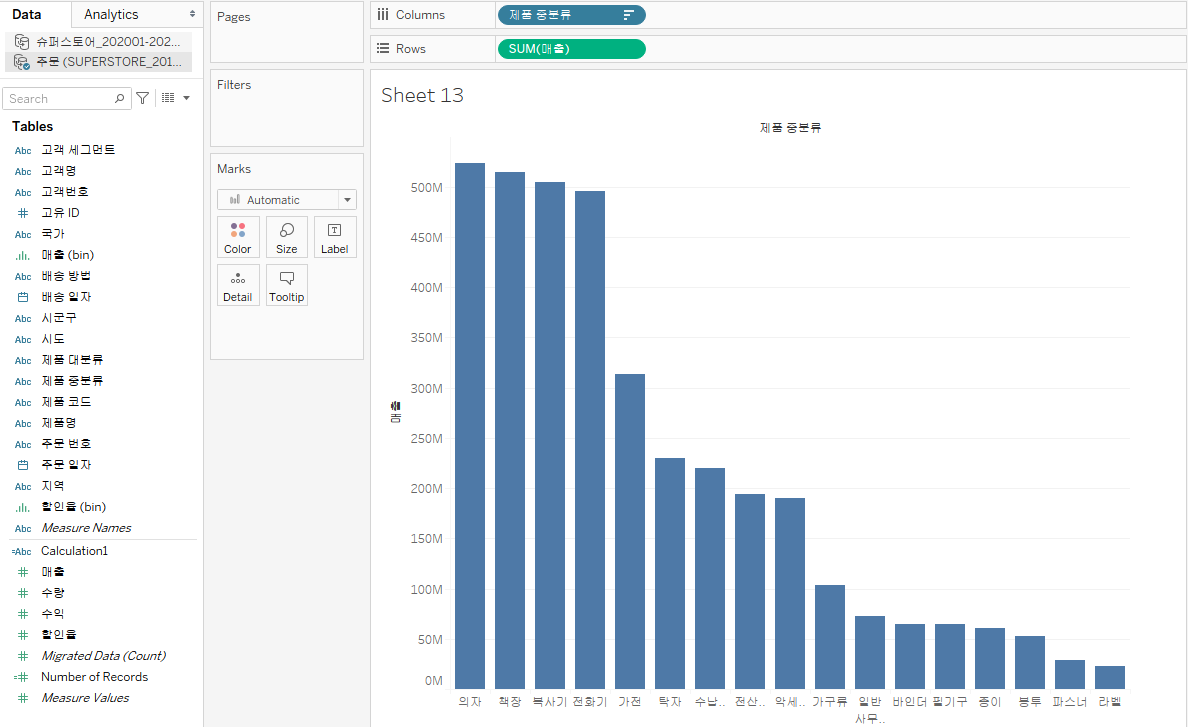 Data
Analytics
슈퍼스토어_202001-202...
주문 (SUPERSTORE_201...
Search
Tables
Abc 고객 세그먼트
Abc 고객명
Abc 고객번호
# 고유 ID
Abc 국가
매출 (bin)
Abc 배송 방법
배송 일자
Abc 시군구
Abc 시도
Abc 제품 대분류
Abc 제품 중분류
Abc 제품 코드
Abc 제품명
Abc 주문 번호
주문 일자
Abc 지역
할인율 (bin)
Abc Measure Names
=Abc Calculation1
# 매출
# 수량
# 수익
# 할인율
# Migrated Data (Count)
=# Number of Records
# Measure Values
Pages
Filters
Marks
Automatic
Color
Size
Label
Detail
Tooltip
Columns
제품 중분류
Rows
SUM(매출)
Sheet 13
제품 중분류
매출
500M
450M
400M
350M
300M
250M
200M
150M
100M
50M
0M
의자 책장 복사기 전화기 가전 탁자 수납.. 전산.. 악세.. 가구류 일반 바인더 필기구 종이 봉투 파스너 라벨
사무..